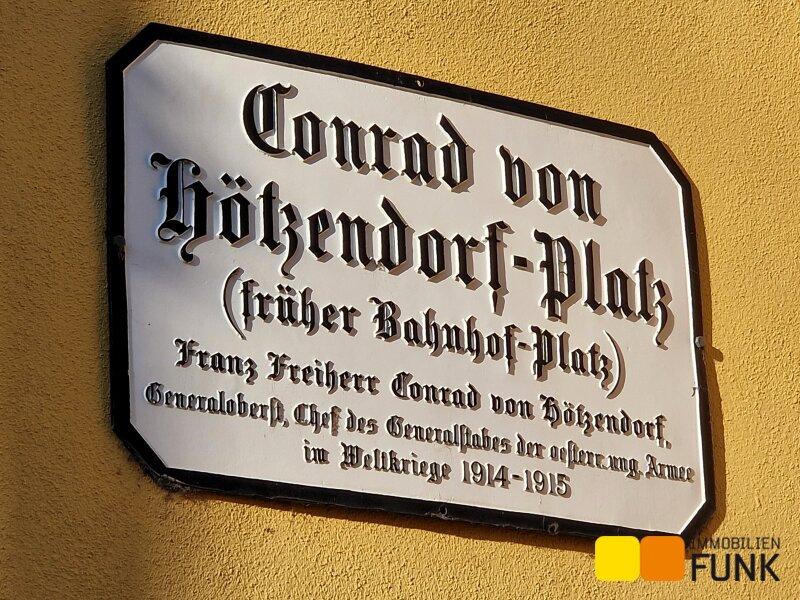 Conrad von
Hötzendorf-Platz
(früher Bahnhof-Platz)
Franz Freiherr Conrad von Hötzendorf,
Generaloberst, Chef des Generalstabes der oesterr. ung. Armee
im Weltkriege 1914-1915
IMMOBILIEN
FUNK